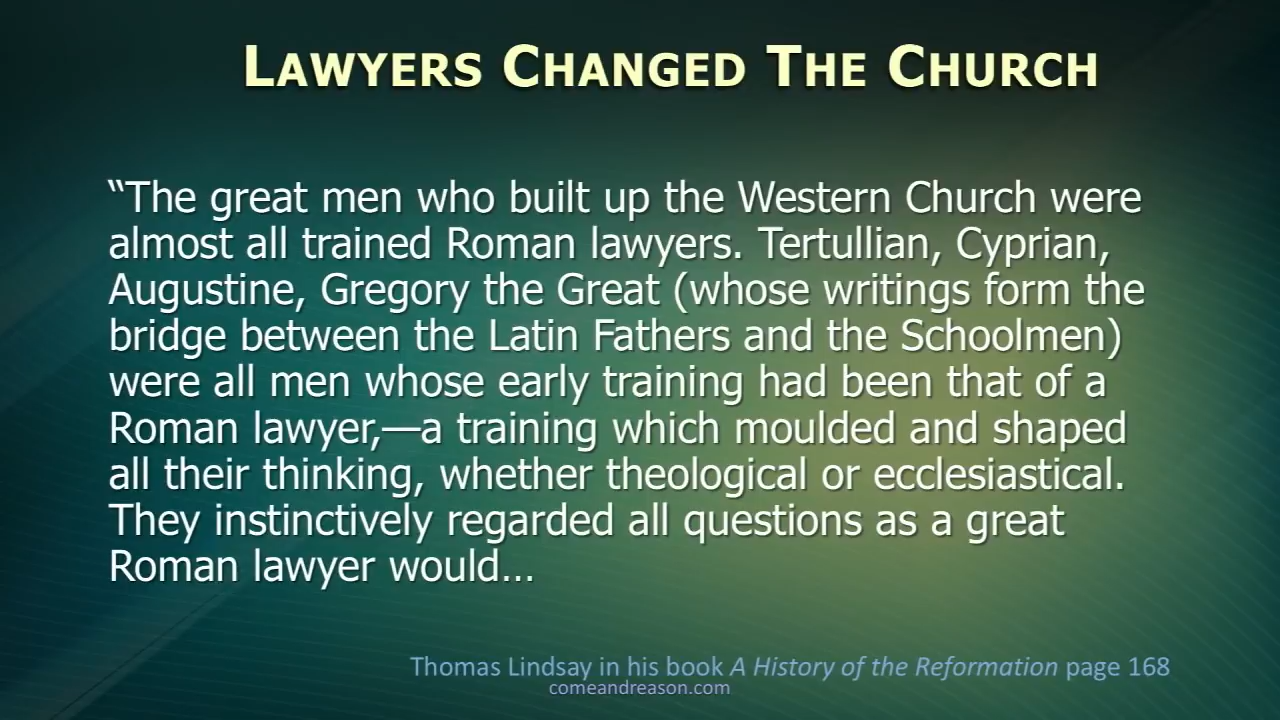 LAWYERS CHANGED THE CHURCH
“The great men who built up the Western Church were
almost all trained Roman lawyers. Tertullian, Cyprian,
Augustine, Gregory the Great (whose writings form the
bridge between the Latin Fathers and the Schoolmen)
were all men whose early training had been that of a
Roman lawyer,—a training which moulded and shaped
all their thinking, whether theological or ecclesiastical.
They instinctively regarded all questions as a great
Roman lawyer would...
Thomas Lindsay in his book A History of the Reformation page 168
comeandreason.com